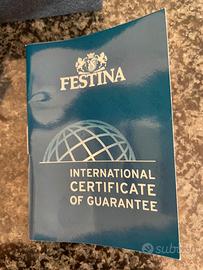 FESTINA
INTERNATIONAL
CERTIFICATE
OF GUARANTEE
subito